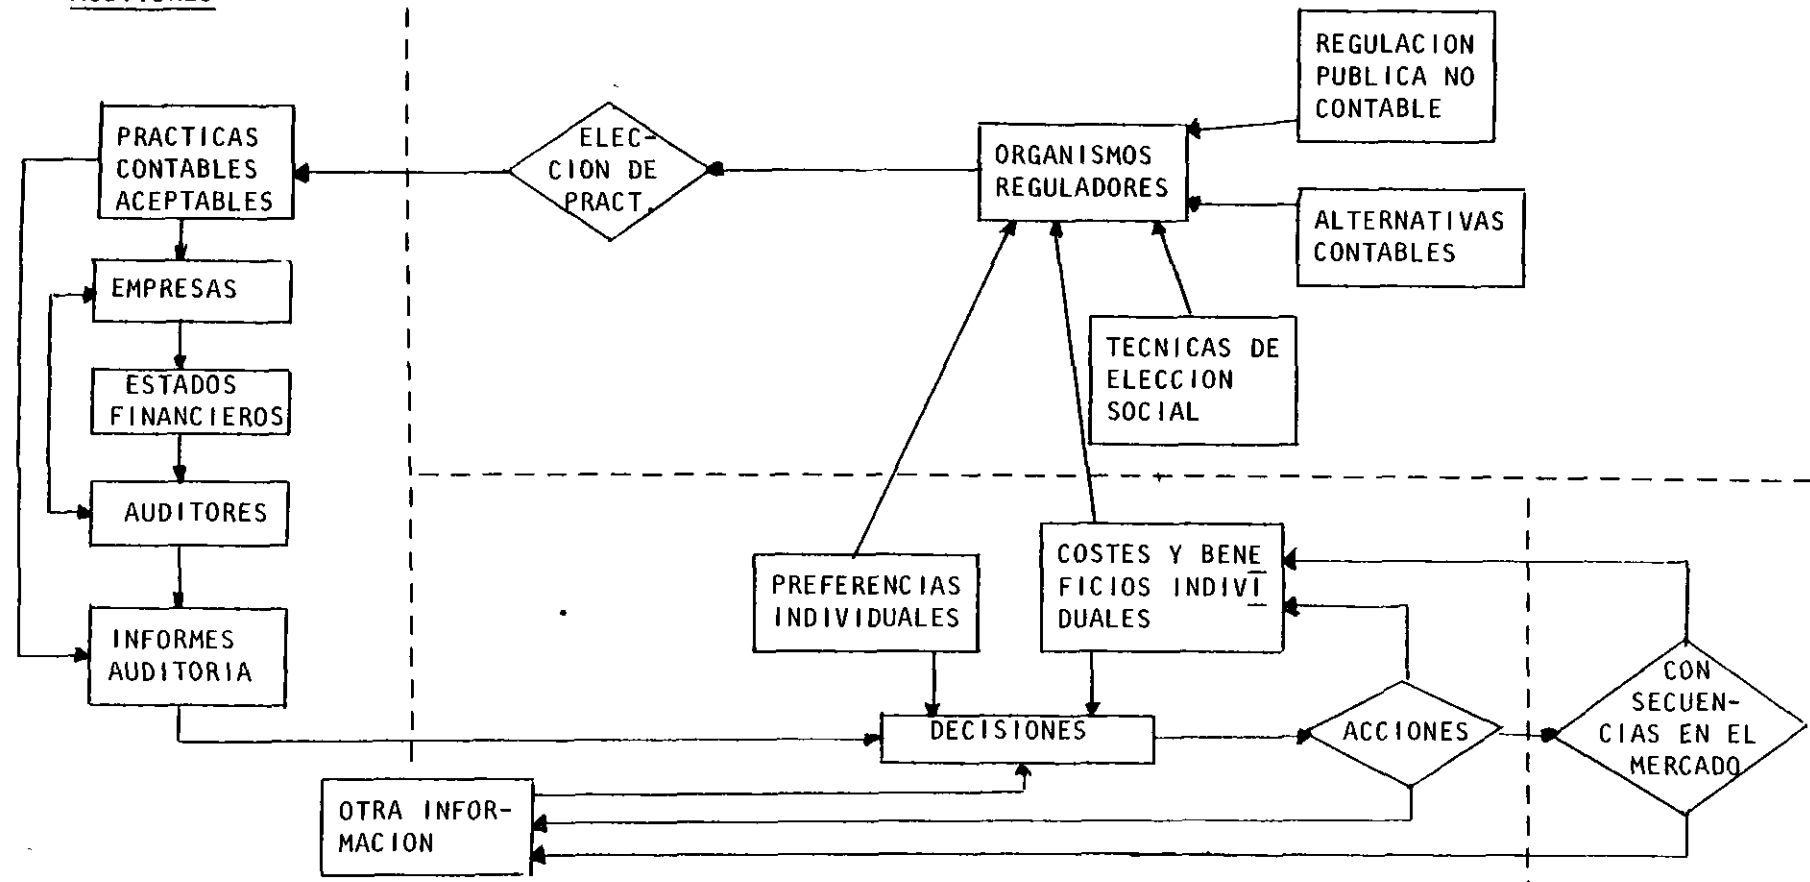 REGULACION
PUBLICA NO
CONTABLE
PRACTICAS
CONTABLES
ACEPTABLES
ELEC-
CION DE
PRACT.
ORGANISMOS
REGULADORES
ALTERNATIVAS
CONTABLES
EMPRESAS
TECNICAS DE
ELECCION
SOCIAL
ESTADOS
FINANCIEROS
AUDITORES
PREFERENCIAS
INDIVIDUALES
COSTES Y BENE
FICIOS INDIVI
DUALES
INFORMES
AUDITORIA
DECISIONES
ACCIONES
CON
SECUEN-
CIAS EN EL
MERCADO
OTRA INFOR-
MACION